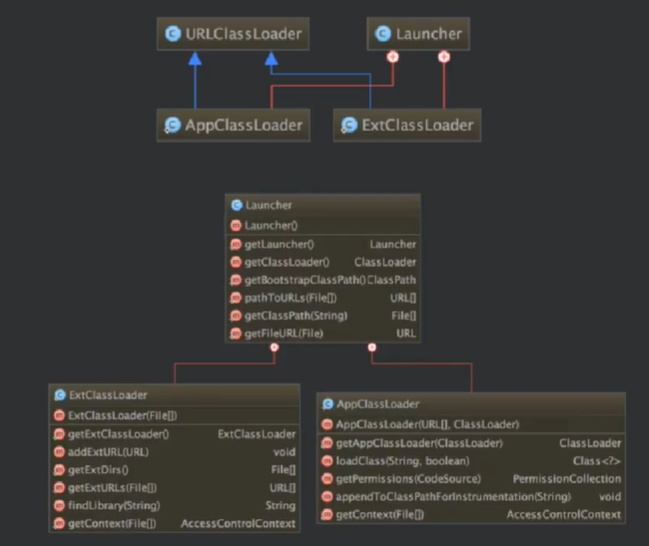 URLClassLoader
Launcher
AppClassLoader
ExtClassLoader
Launcher
Launcher()
getLauncher() Launcher
getClassLoader() ClassLoader
getBootstrapClassPath() ClassPath
pathToURLs(File[]) URL[]
getClassPath(String) File[]
getFileURL(File) URL
ExtClassLoader
ExtClassLoader(File[])
getExtClassLoader() ExtClassLoader
addExtURL(URL) void
getExtDirs() File[]
getExtURLs(File[]) URL[]
findLibrary(String) String
getContext(File[]) AccessControlContext
AppClassLoader
AppClassLoader(URL[], ClassLoader)
getAppClassLoader(ClassLoader) ClassLoader
loadClass(String, boolean) Class<?>
getPermissions(CodeSource) PermissionCollection
appendToClassPathForInstrumentation(String) void
getContext(File[]) AccessControlContext